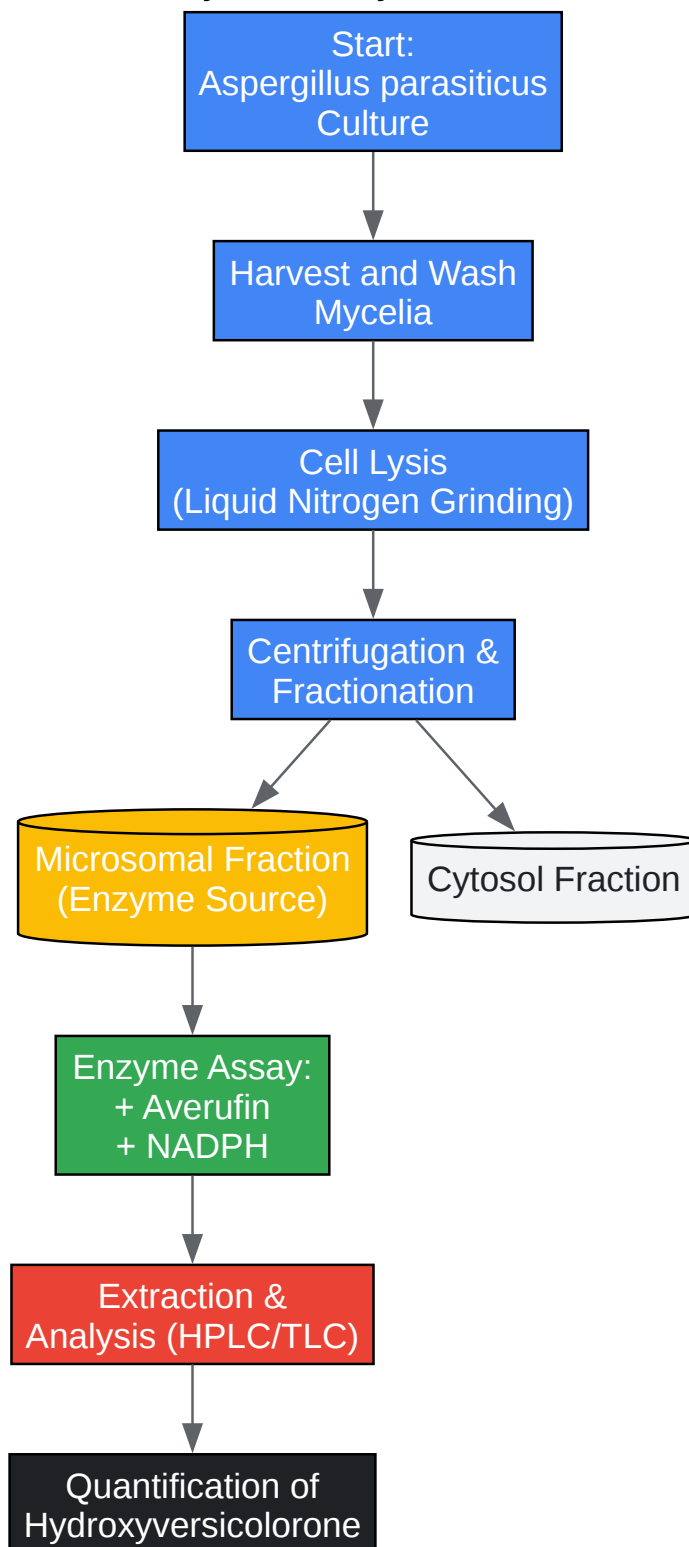 Start:
Aspergillus parasiticus
Culture
Harvest and Wash
Mycelia
Cell Lysis
(Liquid Nitrogen Grinding)
Centrifugation &
Fractionation
Microsomal Fraction
(Enzyme Source)
Cytosol Fraction
Enzyme Assay:
+ Averufin
+ NADPH
Extraction &
Analysis (HPLC/TLC)
Quantification of
Hydroxyversicolorone